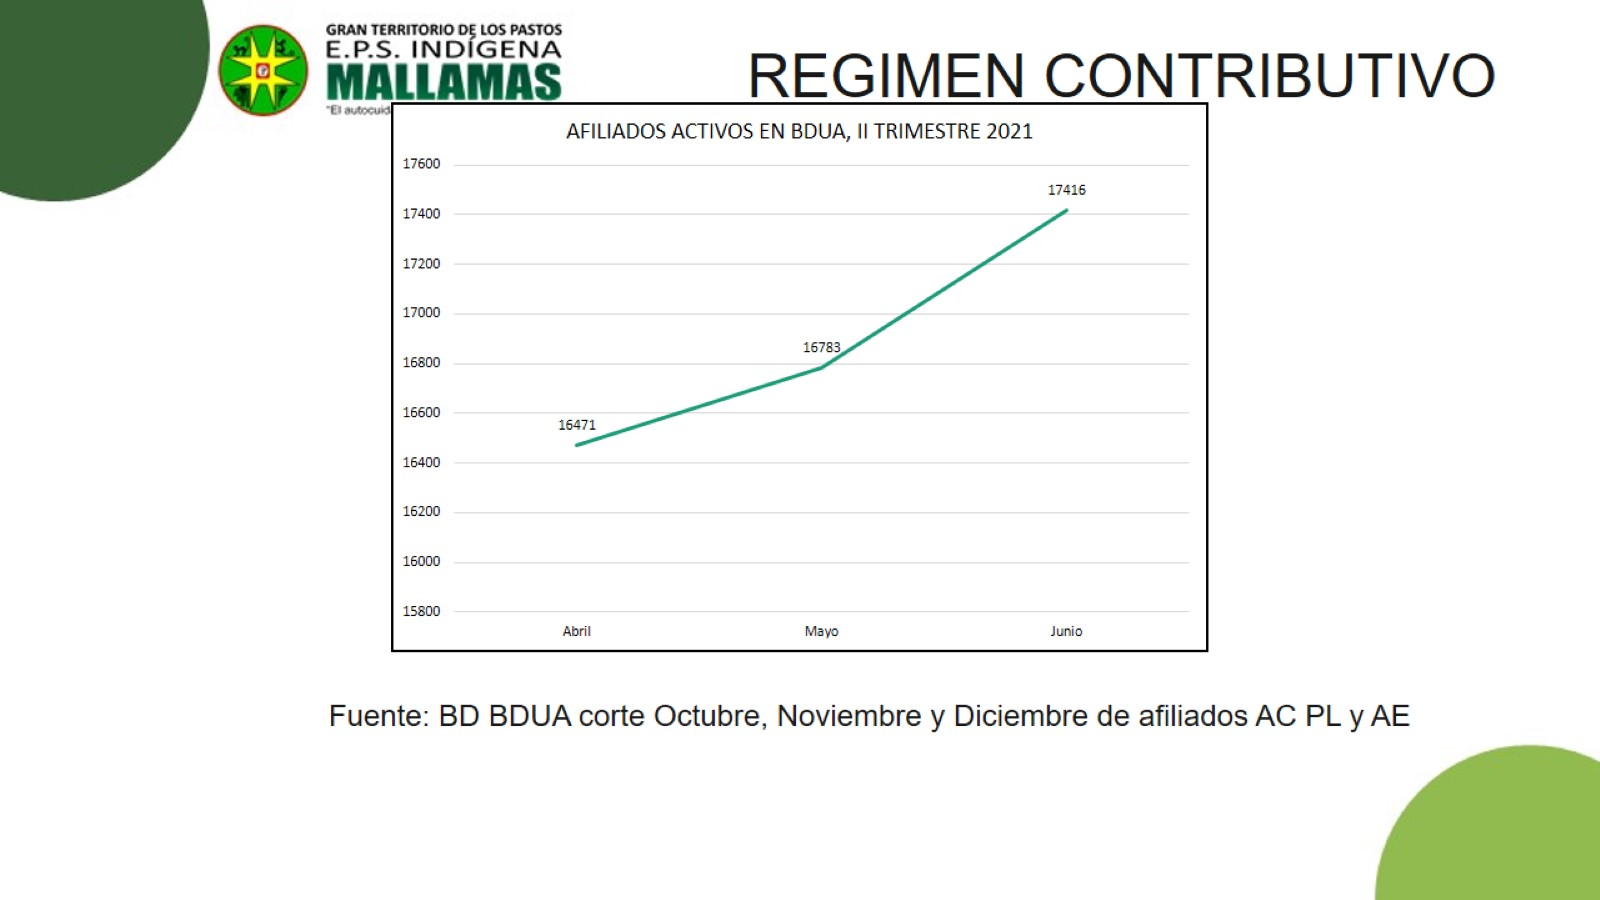 GRAN TERRITORIO DE LOS PASTOS
E.P.S. INDÍGENA
MALLAMAS
"El autocuid
REGIMEN CONTRIBUTIVO
AFILIADOS ACTIVOS EN BDUA, II TRIMESTRE 2021
17600
17400
17200
17000
16800
16600
16400
16200
16000
15800
16471
16783
17416
Abril
Mayo
Junio
Fuente: BD BDUA corte Octubre, Noviembre y Diciembre de afiliados AC PL y AE